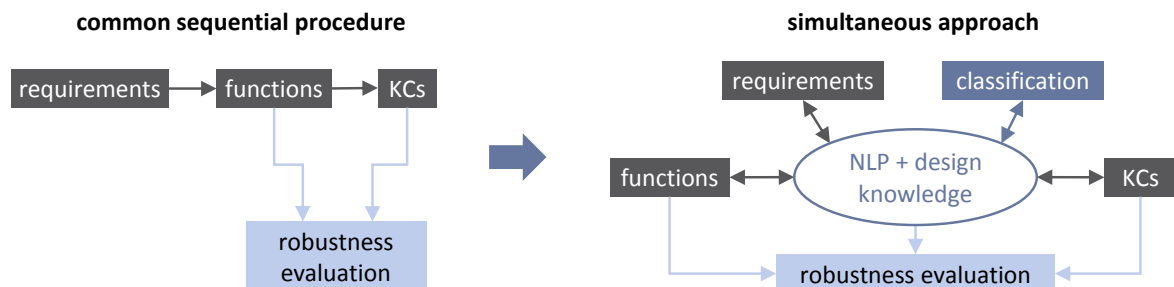 common sequential procedure
requirements
functions
KCs
robustness
evaluation
simultaneous approach
requirements
classification
functions
NLP + design
knowledge
KCs
robustness evaluation